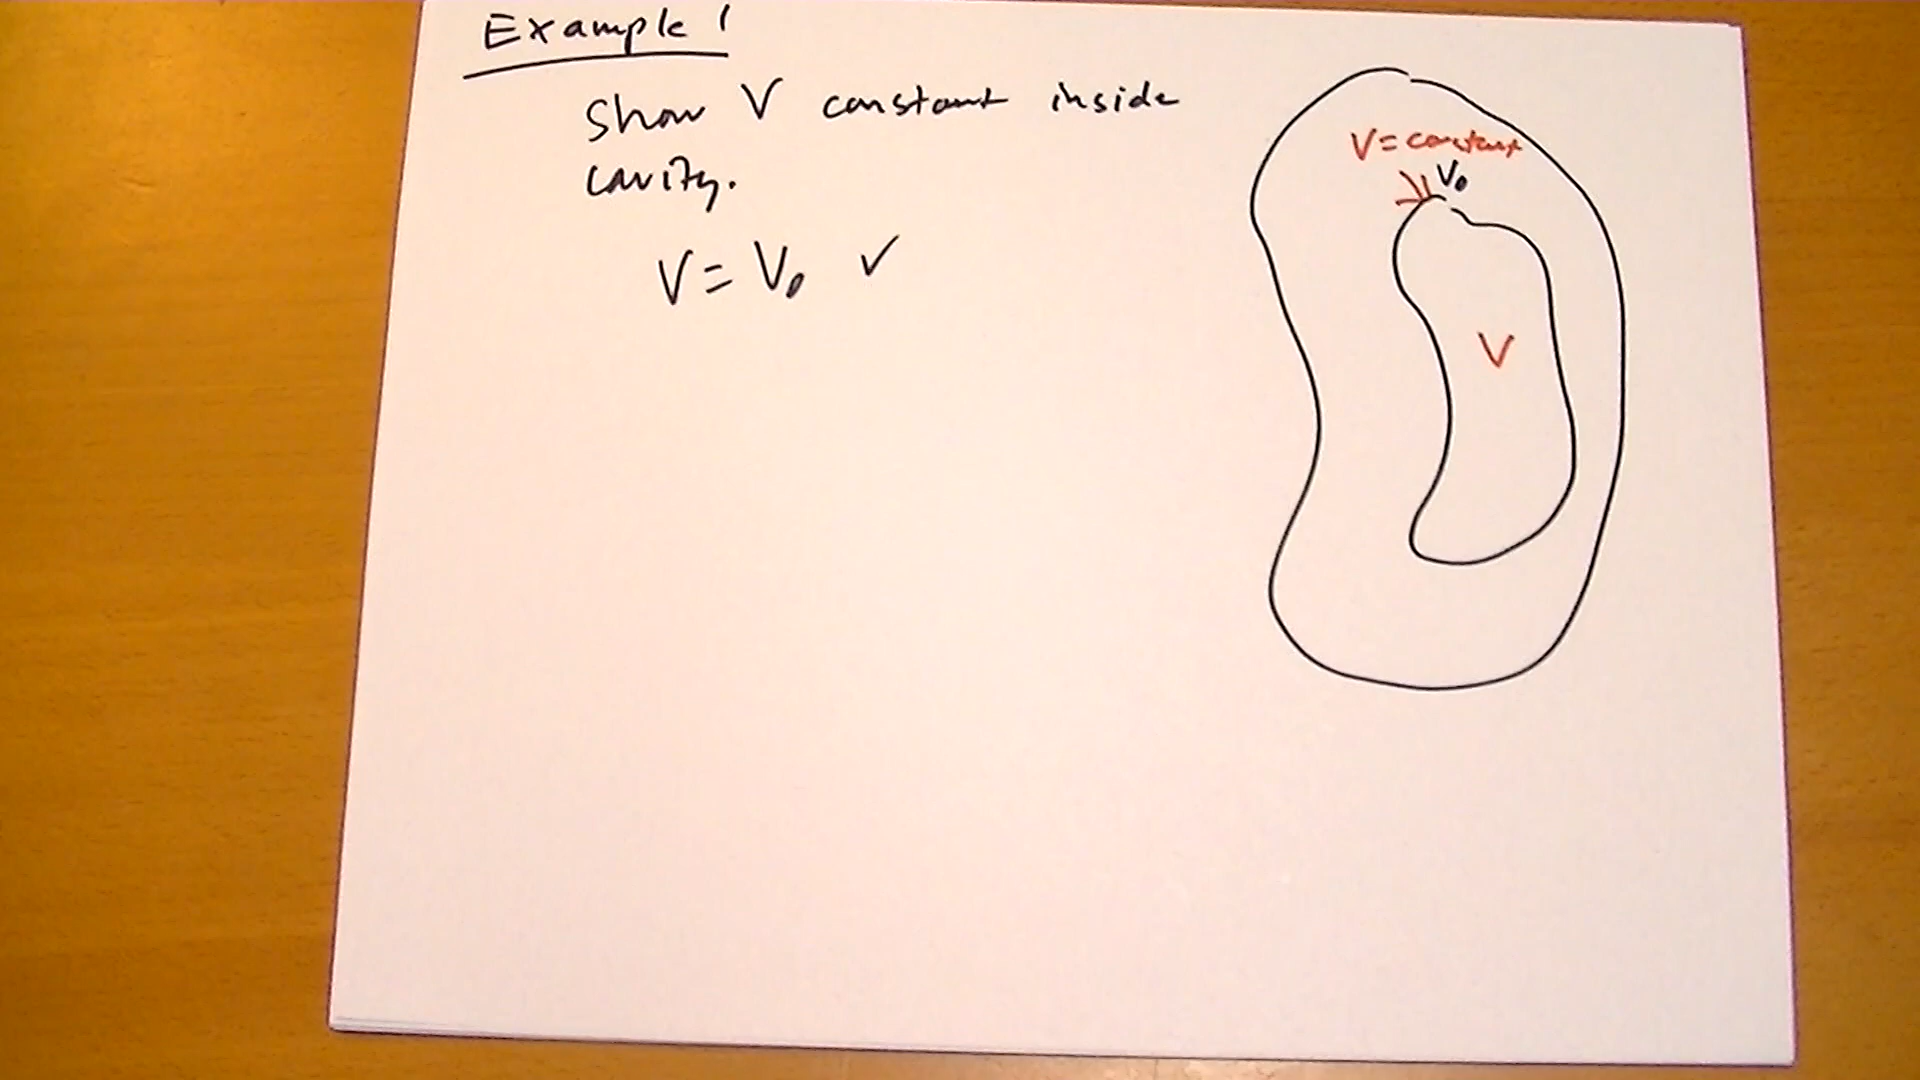 Example 1
Show V constant inside
cavity.
V = V₀ ✓
V = constant
V₀
V